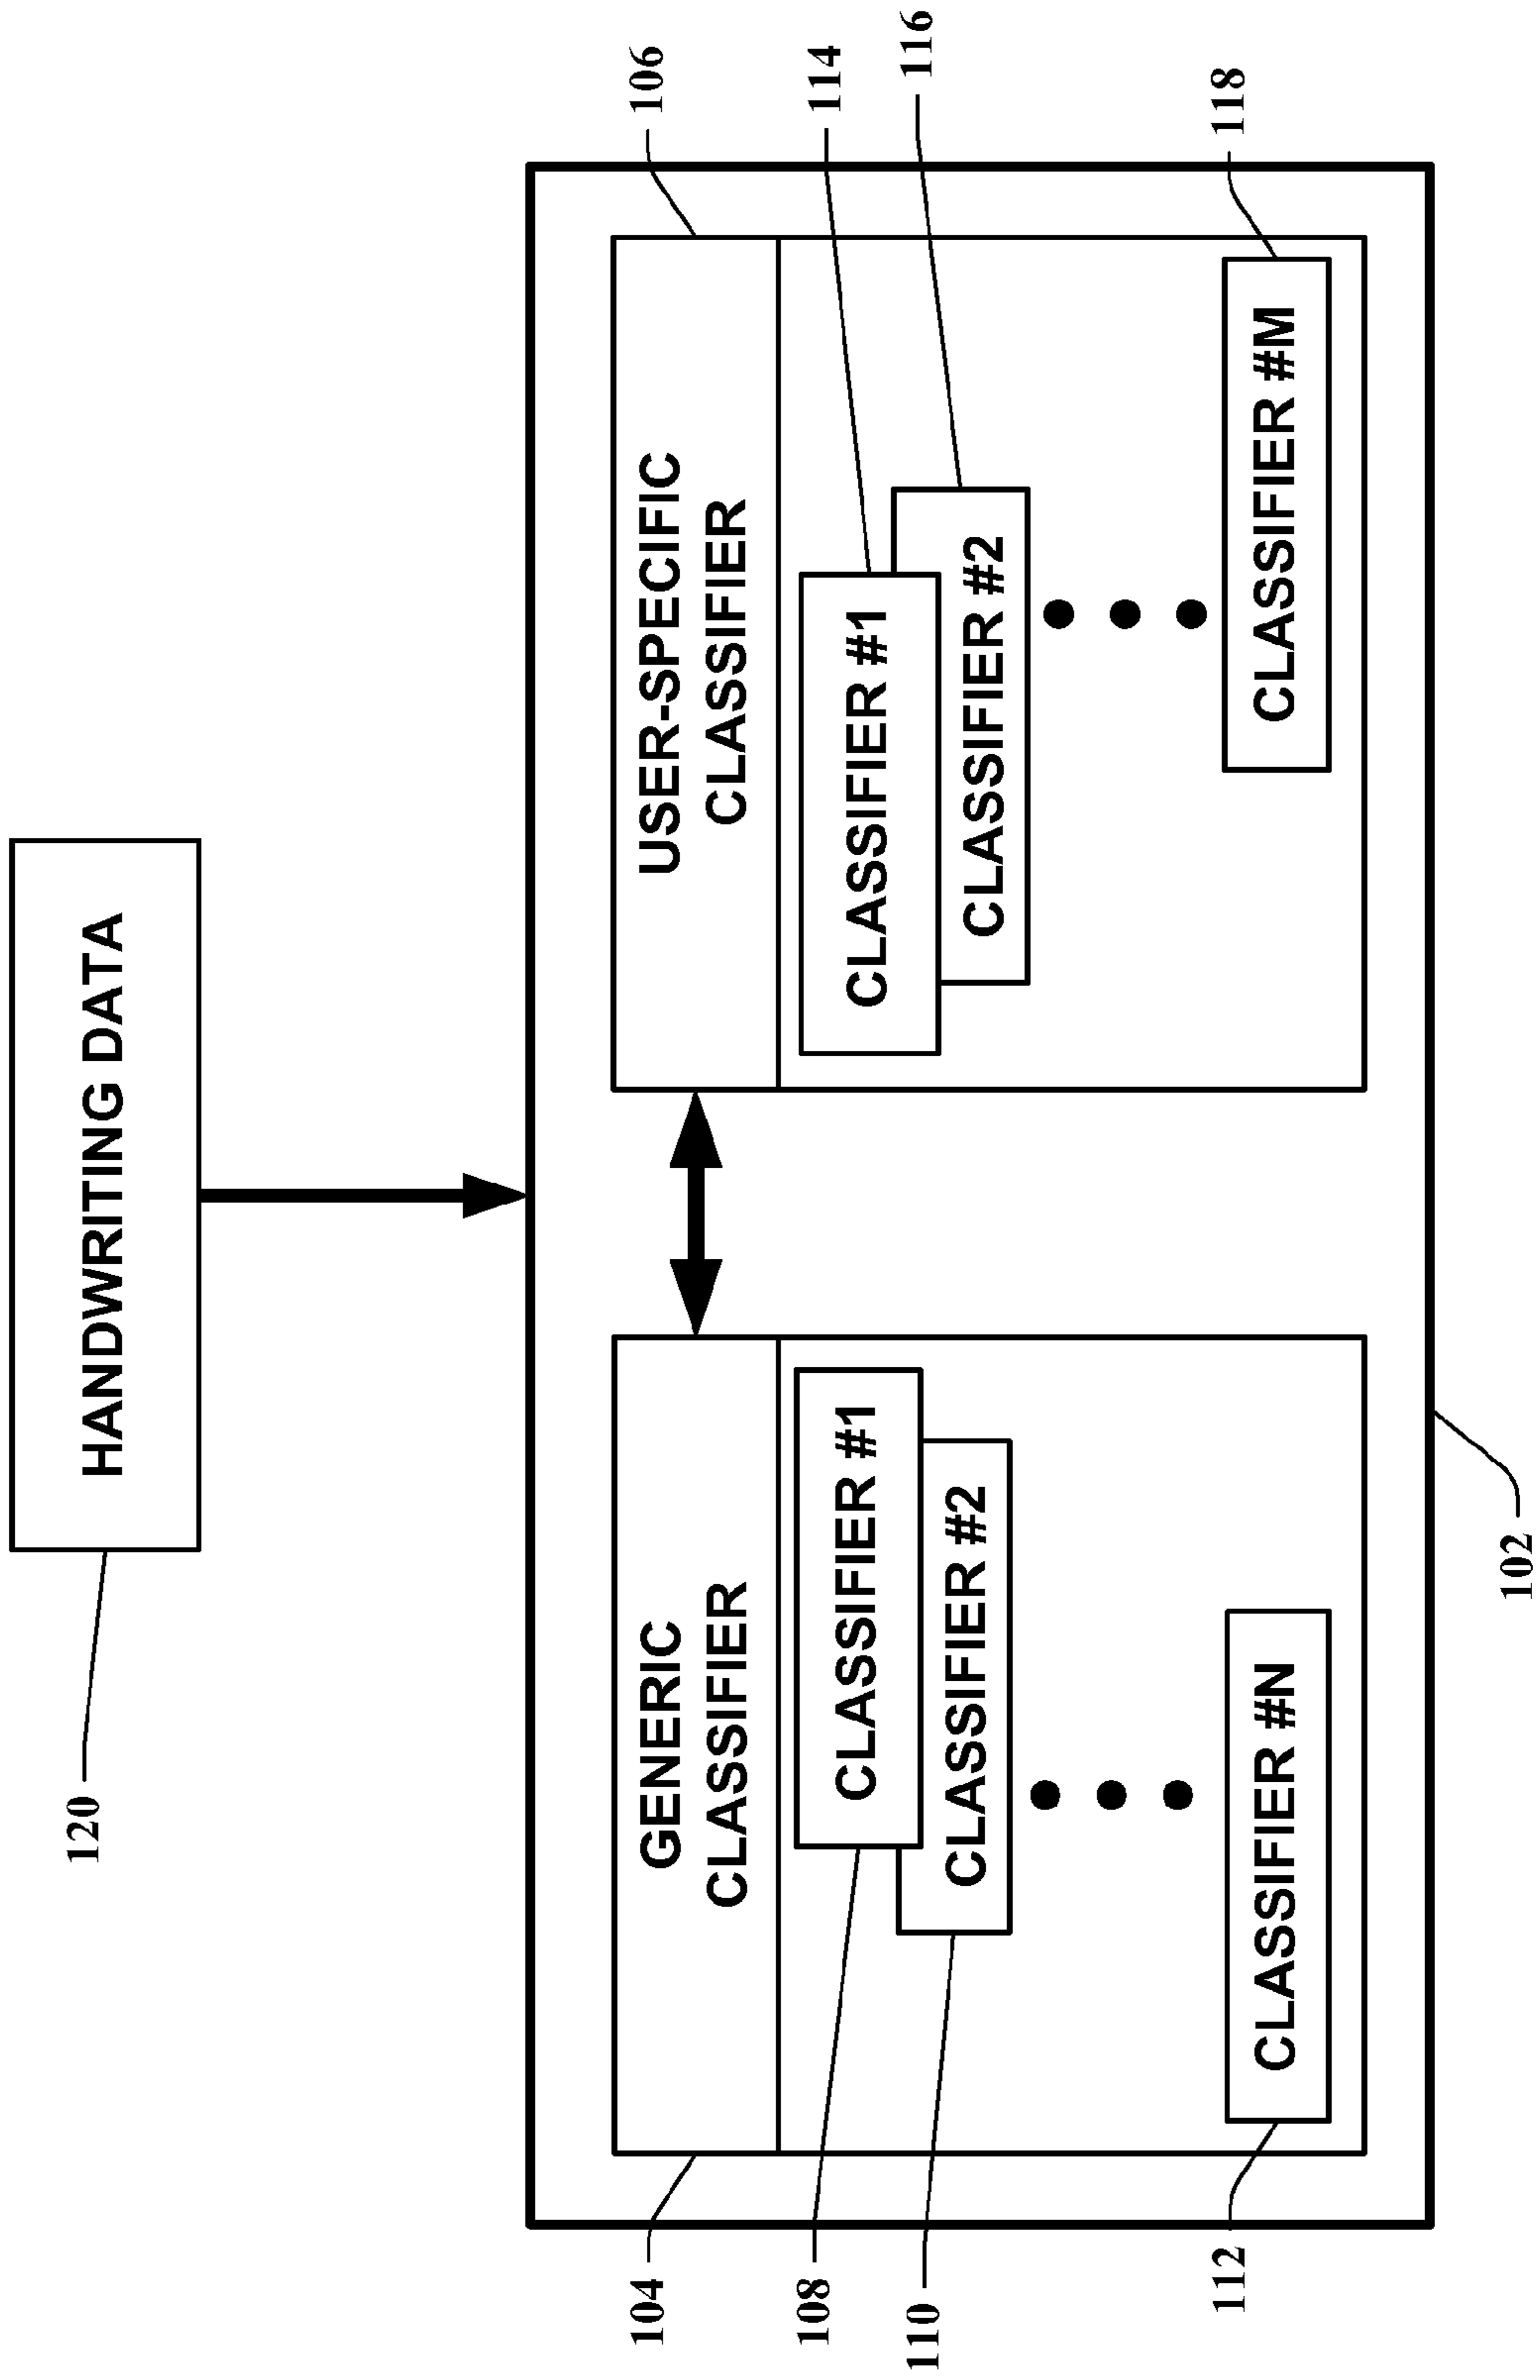 HANDWRITING DATA
120
GENERIC
CLASSIFIER
104
CLASSIFIER #1
108
CLASSIFIER #2
110
CLASSIFIER #N
112
USER-SPECIFIC
CLASSIFIER
106
CLASSIFIER #1
114
CLASSIFIER #2
116
CLASSIFIER #M
118
102